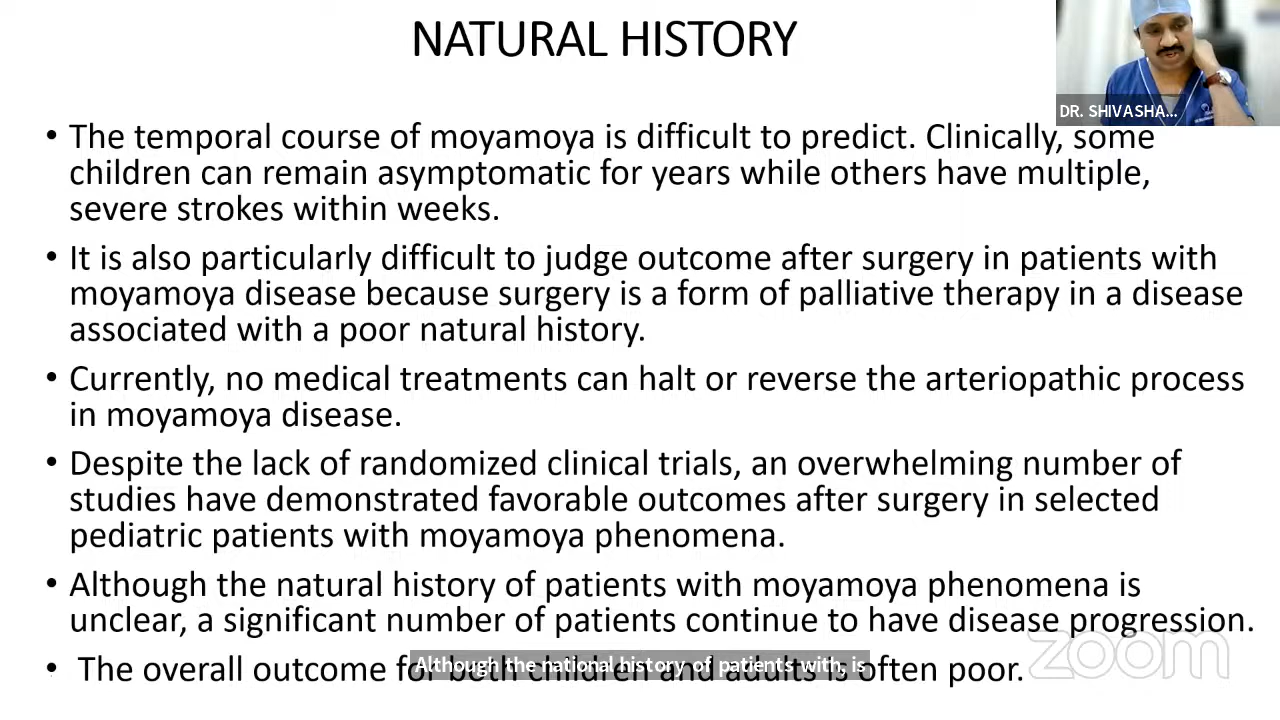 NATURAL HISTORY
DR. SHIVASHA...
• The temporal course of moyamoya is difficult to predict. Clinically, some
children can remain asymptomatic for years while others have multiple,
severe strokes within weeks.
• It is also particularly difficult to judge outcome after surgery in patients with
moyamoya disease because surgery is a form of palliative therapy in a disease
associated with a poor natural history.
• Currently, no medical treatments can halt or reverse the arteriopathic process
in moyamoya disease.
• Despite the lack of randomized clinical trials, an overwhelming number of
studies have demonstrated favorable outcomes after surgery in selected
pediatric patients with moyamoya phenomena.
• Although the natural history of patients with moyamoya phenomena is
unclear, a significant number of patients continue to have disease progression.
• The overall outcome for both children and adults is often poor.
Although the national history of patients with, is
zoom